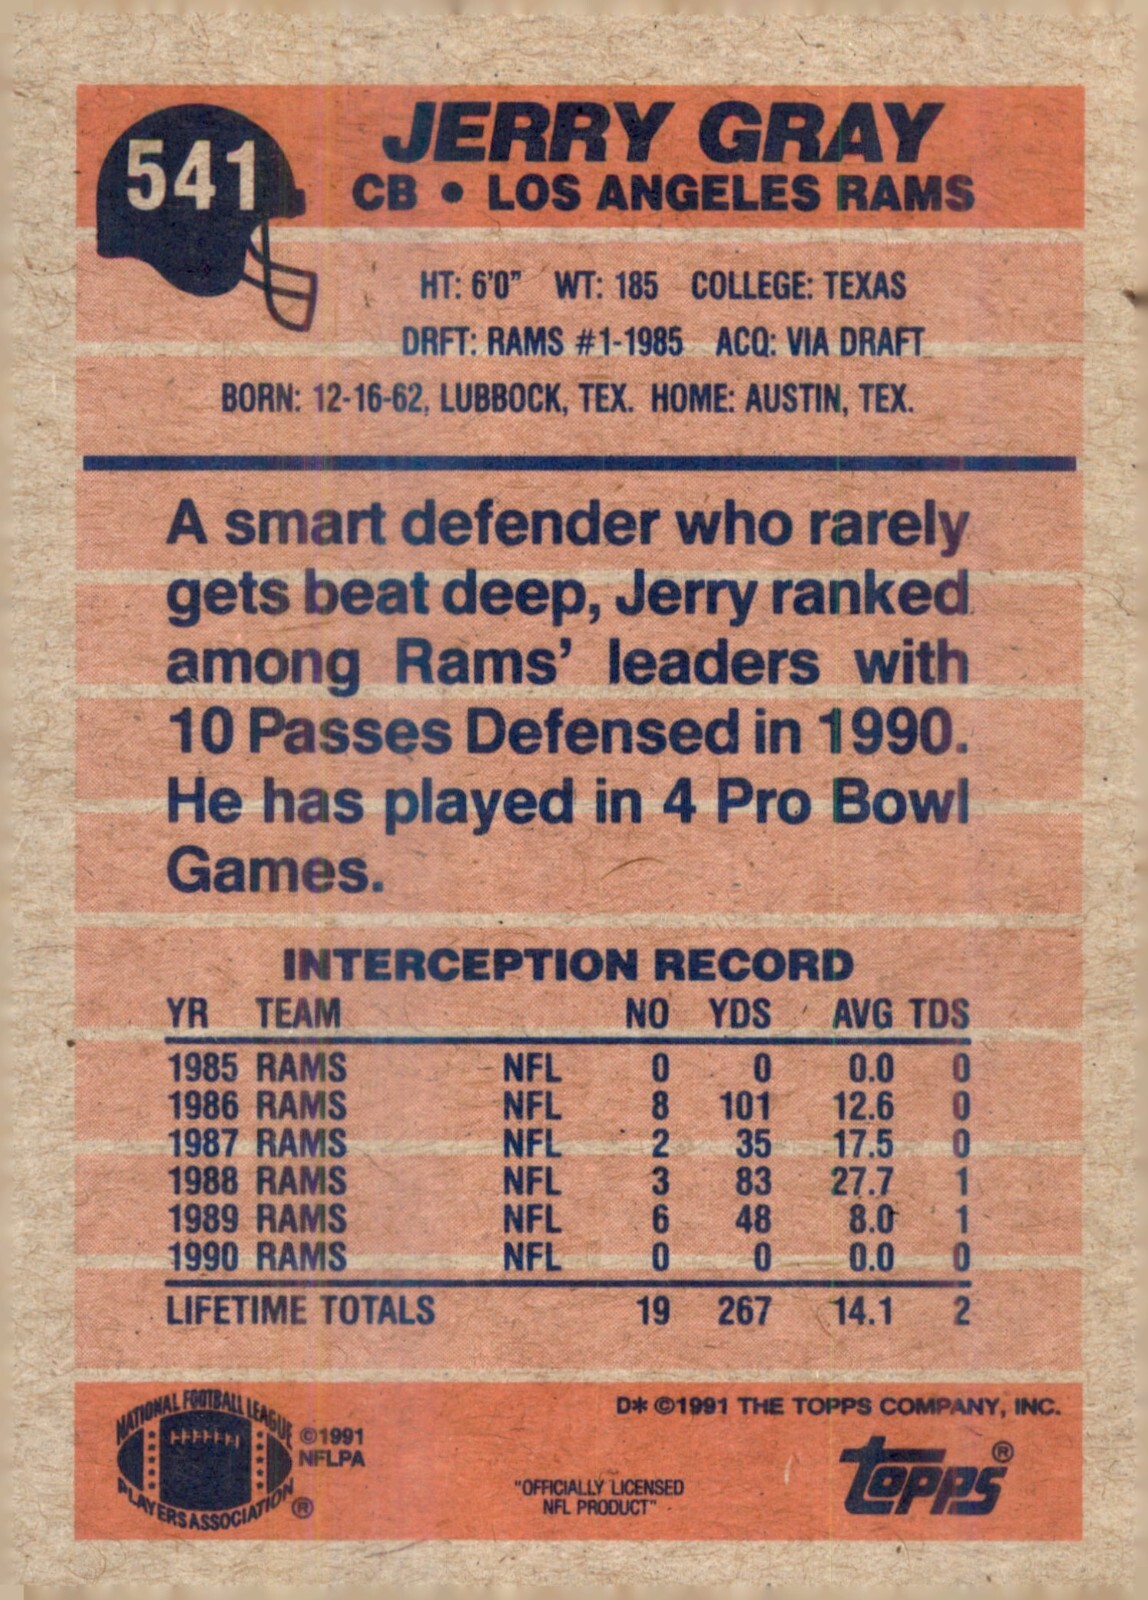 541
JERRY GRAY
CB • LOS ANGELES RAMS
HT: 6'0" WT: 185 COLLEGE: TEXAS
DRFT: RAMS #1-1985 ACQ: VIA DRAFT
BORN: 12-16-62, LUBBOCK, TEX. HOME: AUSTIN, TEX.
A smart defender who rarely
gets beat deep, Jerry ranked
among Rams' leaders with
10 Passes Defensed in 1990.
He has played in 4 Pro Bowl
Games.
INTERCEPTION RECORD
YR TEAM NO YDS AVG TDS
1985 RAMS NFL 0 0 0.0 0
1986 RAMS NFL 8 101 12.6 0
1987 RAMS NFL 2 35 17.5 0
1988 RAMS NFL 3 83 27.7 1
1989 RAMS NFL 6 48 8.0 1
1990 RAMS NFL 0 0 0.0 0
LIFETIME TOTALS 19 267 14.1 2
NATIONAL FOOTBALL LEAGUE
PLAYERS ASSOCIATION ®
©1991
NFLPA
D* ©1991 THE TOPPS COMPANY, INC.
"OFFICIALLY LICENSED
NFL PRODUCT"
topps ®